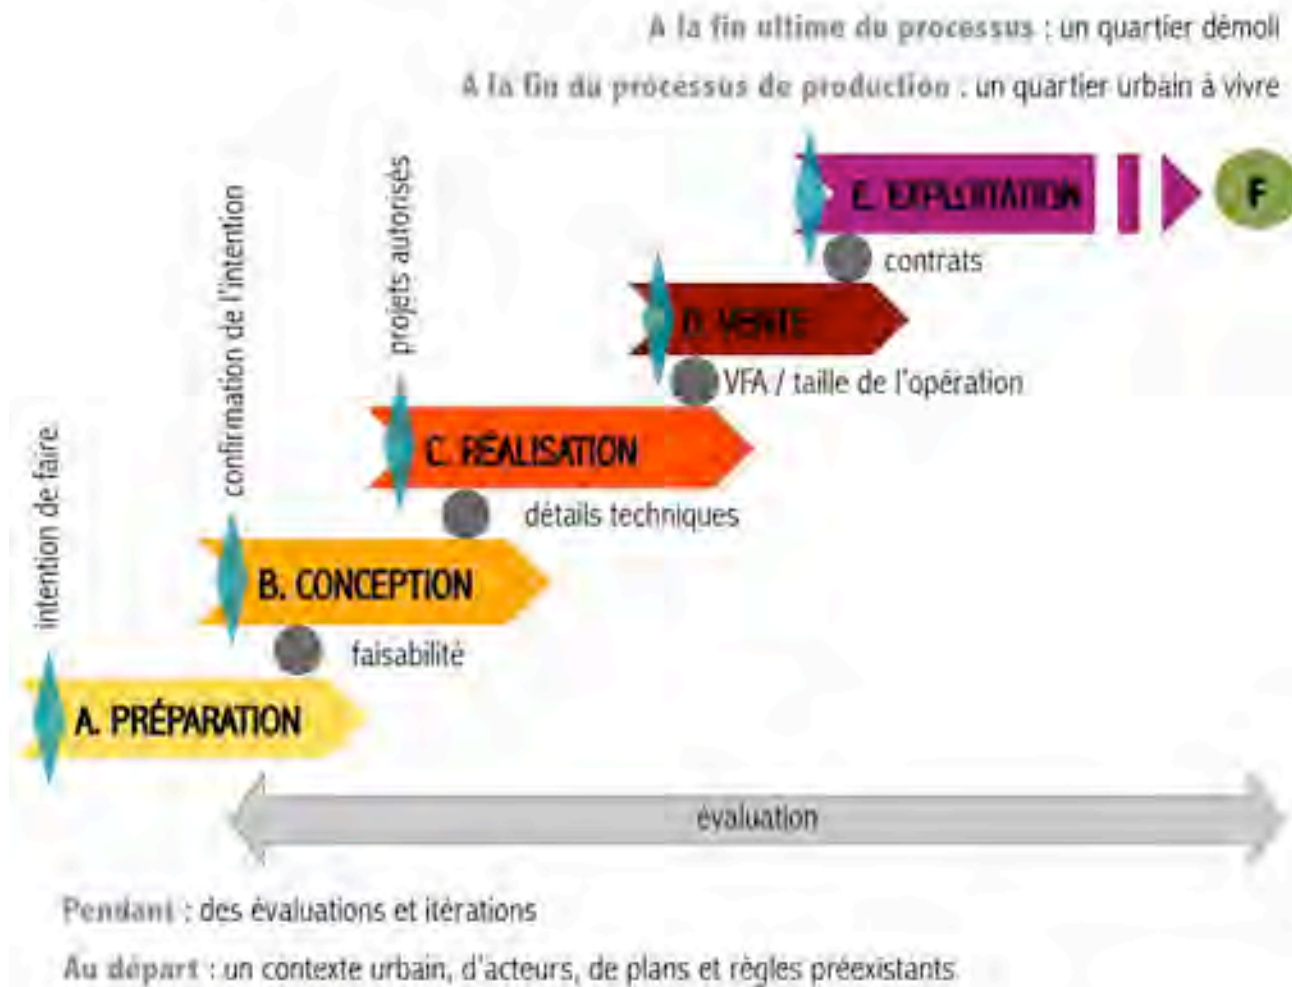 A la fin ultime du processus : un quartier démoli
A la fin du processus de production : un quartier urbain à vivre
E. EXPLOITATION
F
contrats
D. VENTE
VFA / taille de l'opération
projets autorisés
C. RÉALISATION
détails techniques
confirmation de l'intention
B. CONCEPTION
faisabilité
intention de faire
A. PRÉPARATION
évaluation
Pendant : des évaluations et itérations
Au départ : un contexte urbain, d'acteurs, de plans et règles préexistants